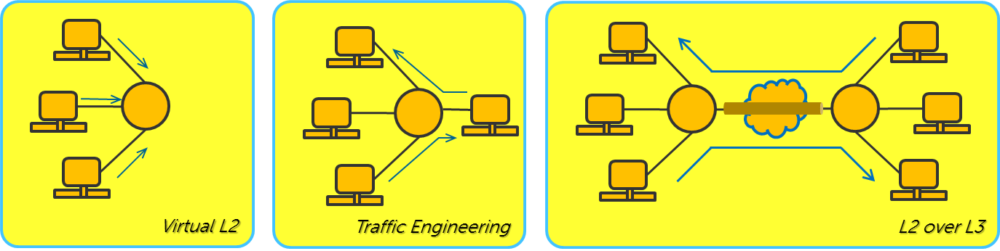 Virtual L2
Traffic Engineering
L2 over L3